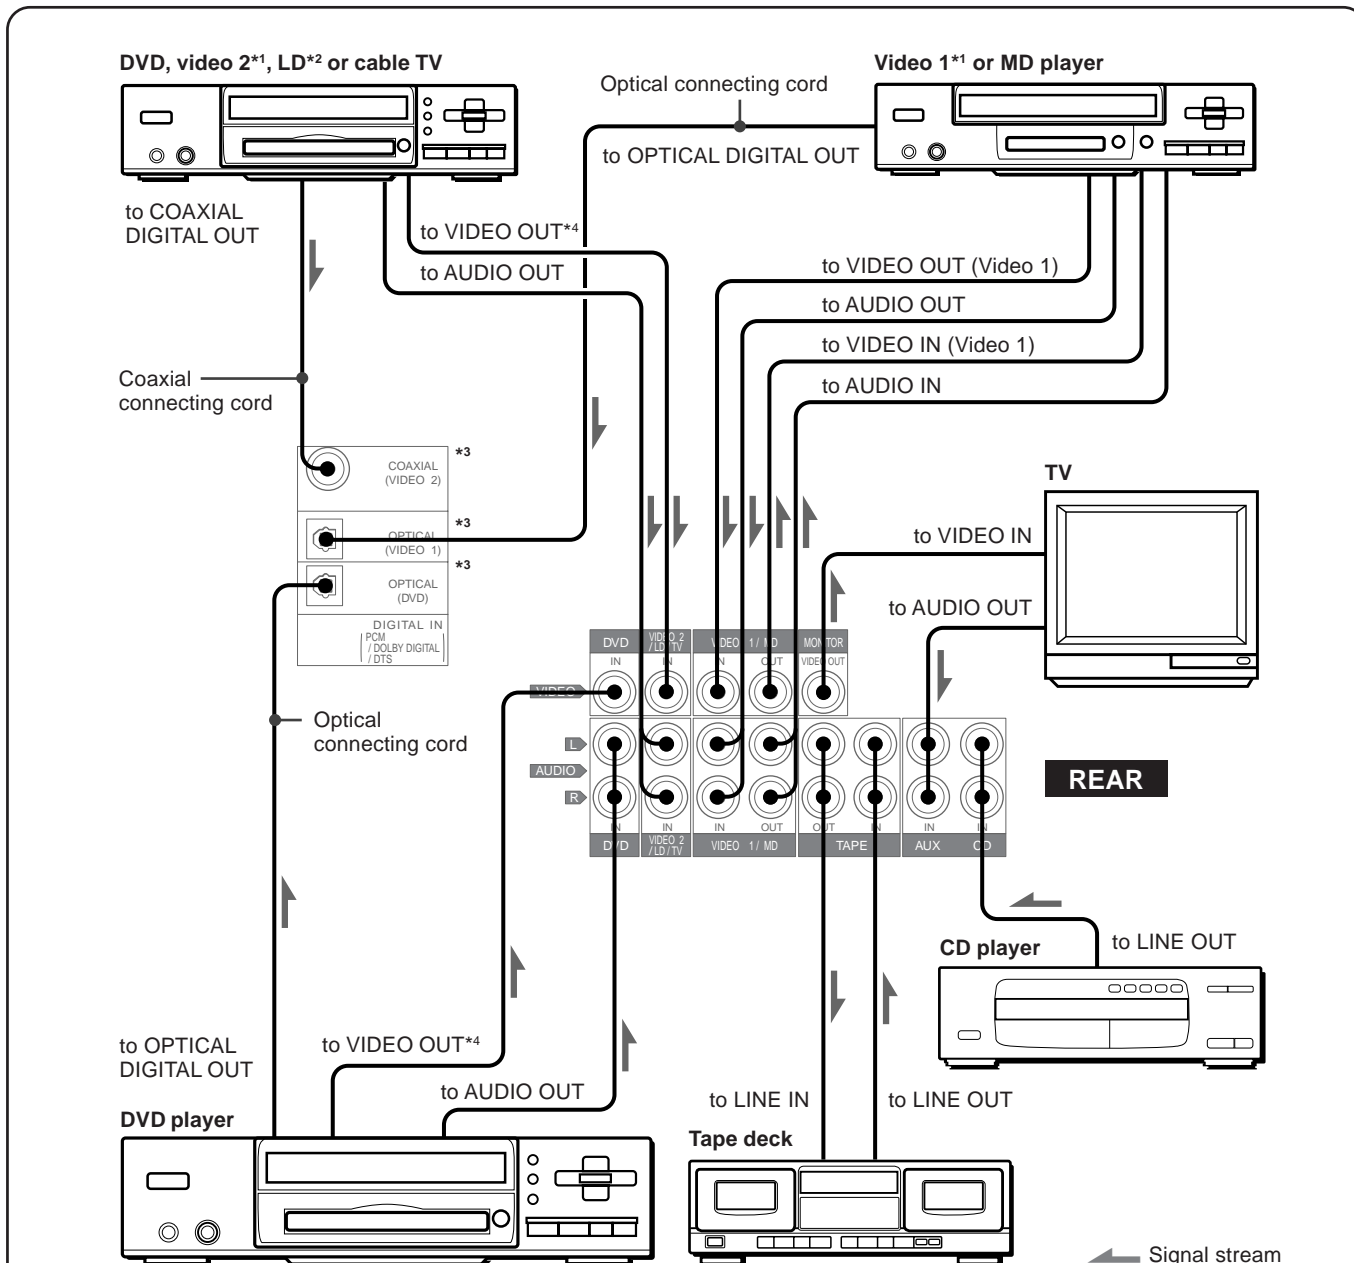 DVD, video 2*1, LD*2 or cable TV
Video 1*1 or MD player
Optical connecting cord
to OPTICAL DIGITAL OUT
to COAXIAL
DIGITAL OUT
to VIDEO OUT*4
to AUDIO OUT
to VIDEO OUT (Video 1)
to AUDIO OUT
to VIDEO IN (Video 1)
to AUDIO IN
Coaxial
connecting cord
*3
COAXIAL
(VIDEO 2)
*3
OPTICAL
(VIDEO 1)
*3
OPTICAL
(DVD)
DIGITAL IN
PCM
/ DOLBY DIGITAL
/ DTS
TV
to VIDEO IN
to AUDIO OUT
DVD
VIDEO 2
/ LD / TV
VIDEO 1 / MD
MONITOR
IN
IN
IN
OUT
VIDEO OUT
VIDEO
L
AUDIO
R
IN
IN
IN
OUT
OUT
IN
IN
IN
DVD
VIDEO 2
/ LD / TV
VIDEO 1 / MD
TAPE
AUX
CD
Optical
connecting cord
REAR
CD player
to LINE OUT
to OPTICAL
DIGITAL OUT
to VIDEO OUT*4
to AUDIO OUT
to LINE IN
to LINE OUT
DVD player
Tape deck
Signal stream